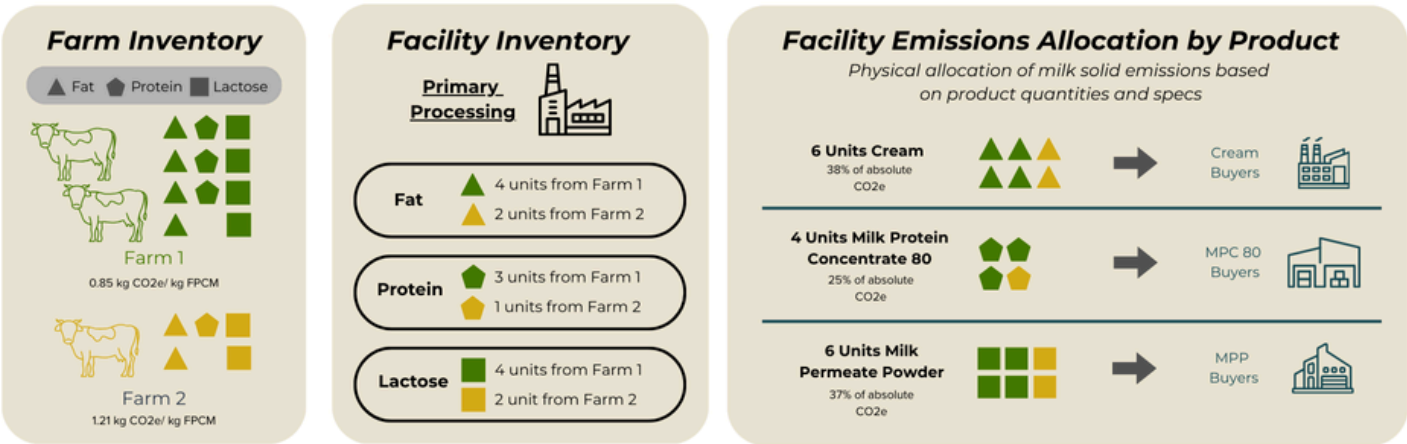 Farm Inventory
Fat Protein Lactose
Farm 1
0.85 kg CO2e/ kg FPCM
Farm 2
1.21 kg CO2e/ kg FPCM
Facility Inventory
Primary
Processing
Fat
4 units from Farm 1
2 units from Farm 2
Protein
3 units from Farm 1
1 units from Farm 2
Lactose
4 units from Farm 1
2 unit from Farm 2
Facility Emissions Allocation by Product
Physical allocation of milk solid emissions based
on product quantities and specs
6 Units Cream
38% of absolute
CO2e
Cream
Buyers
4 Units Milk Protein
Concentrate 80
25% of absolute
CO2e
MPC 80
Buyers
6 Units Milk
Permeate Powder
37% of absolute
CO2e
MPP
Buyers